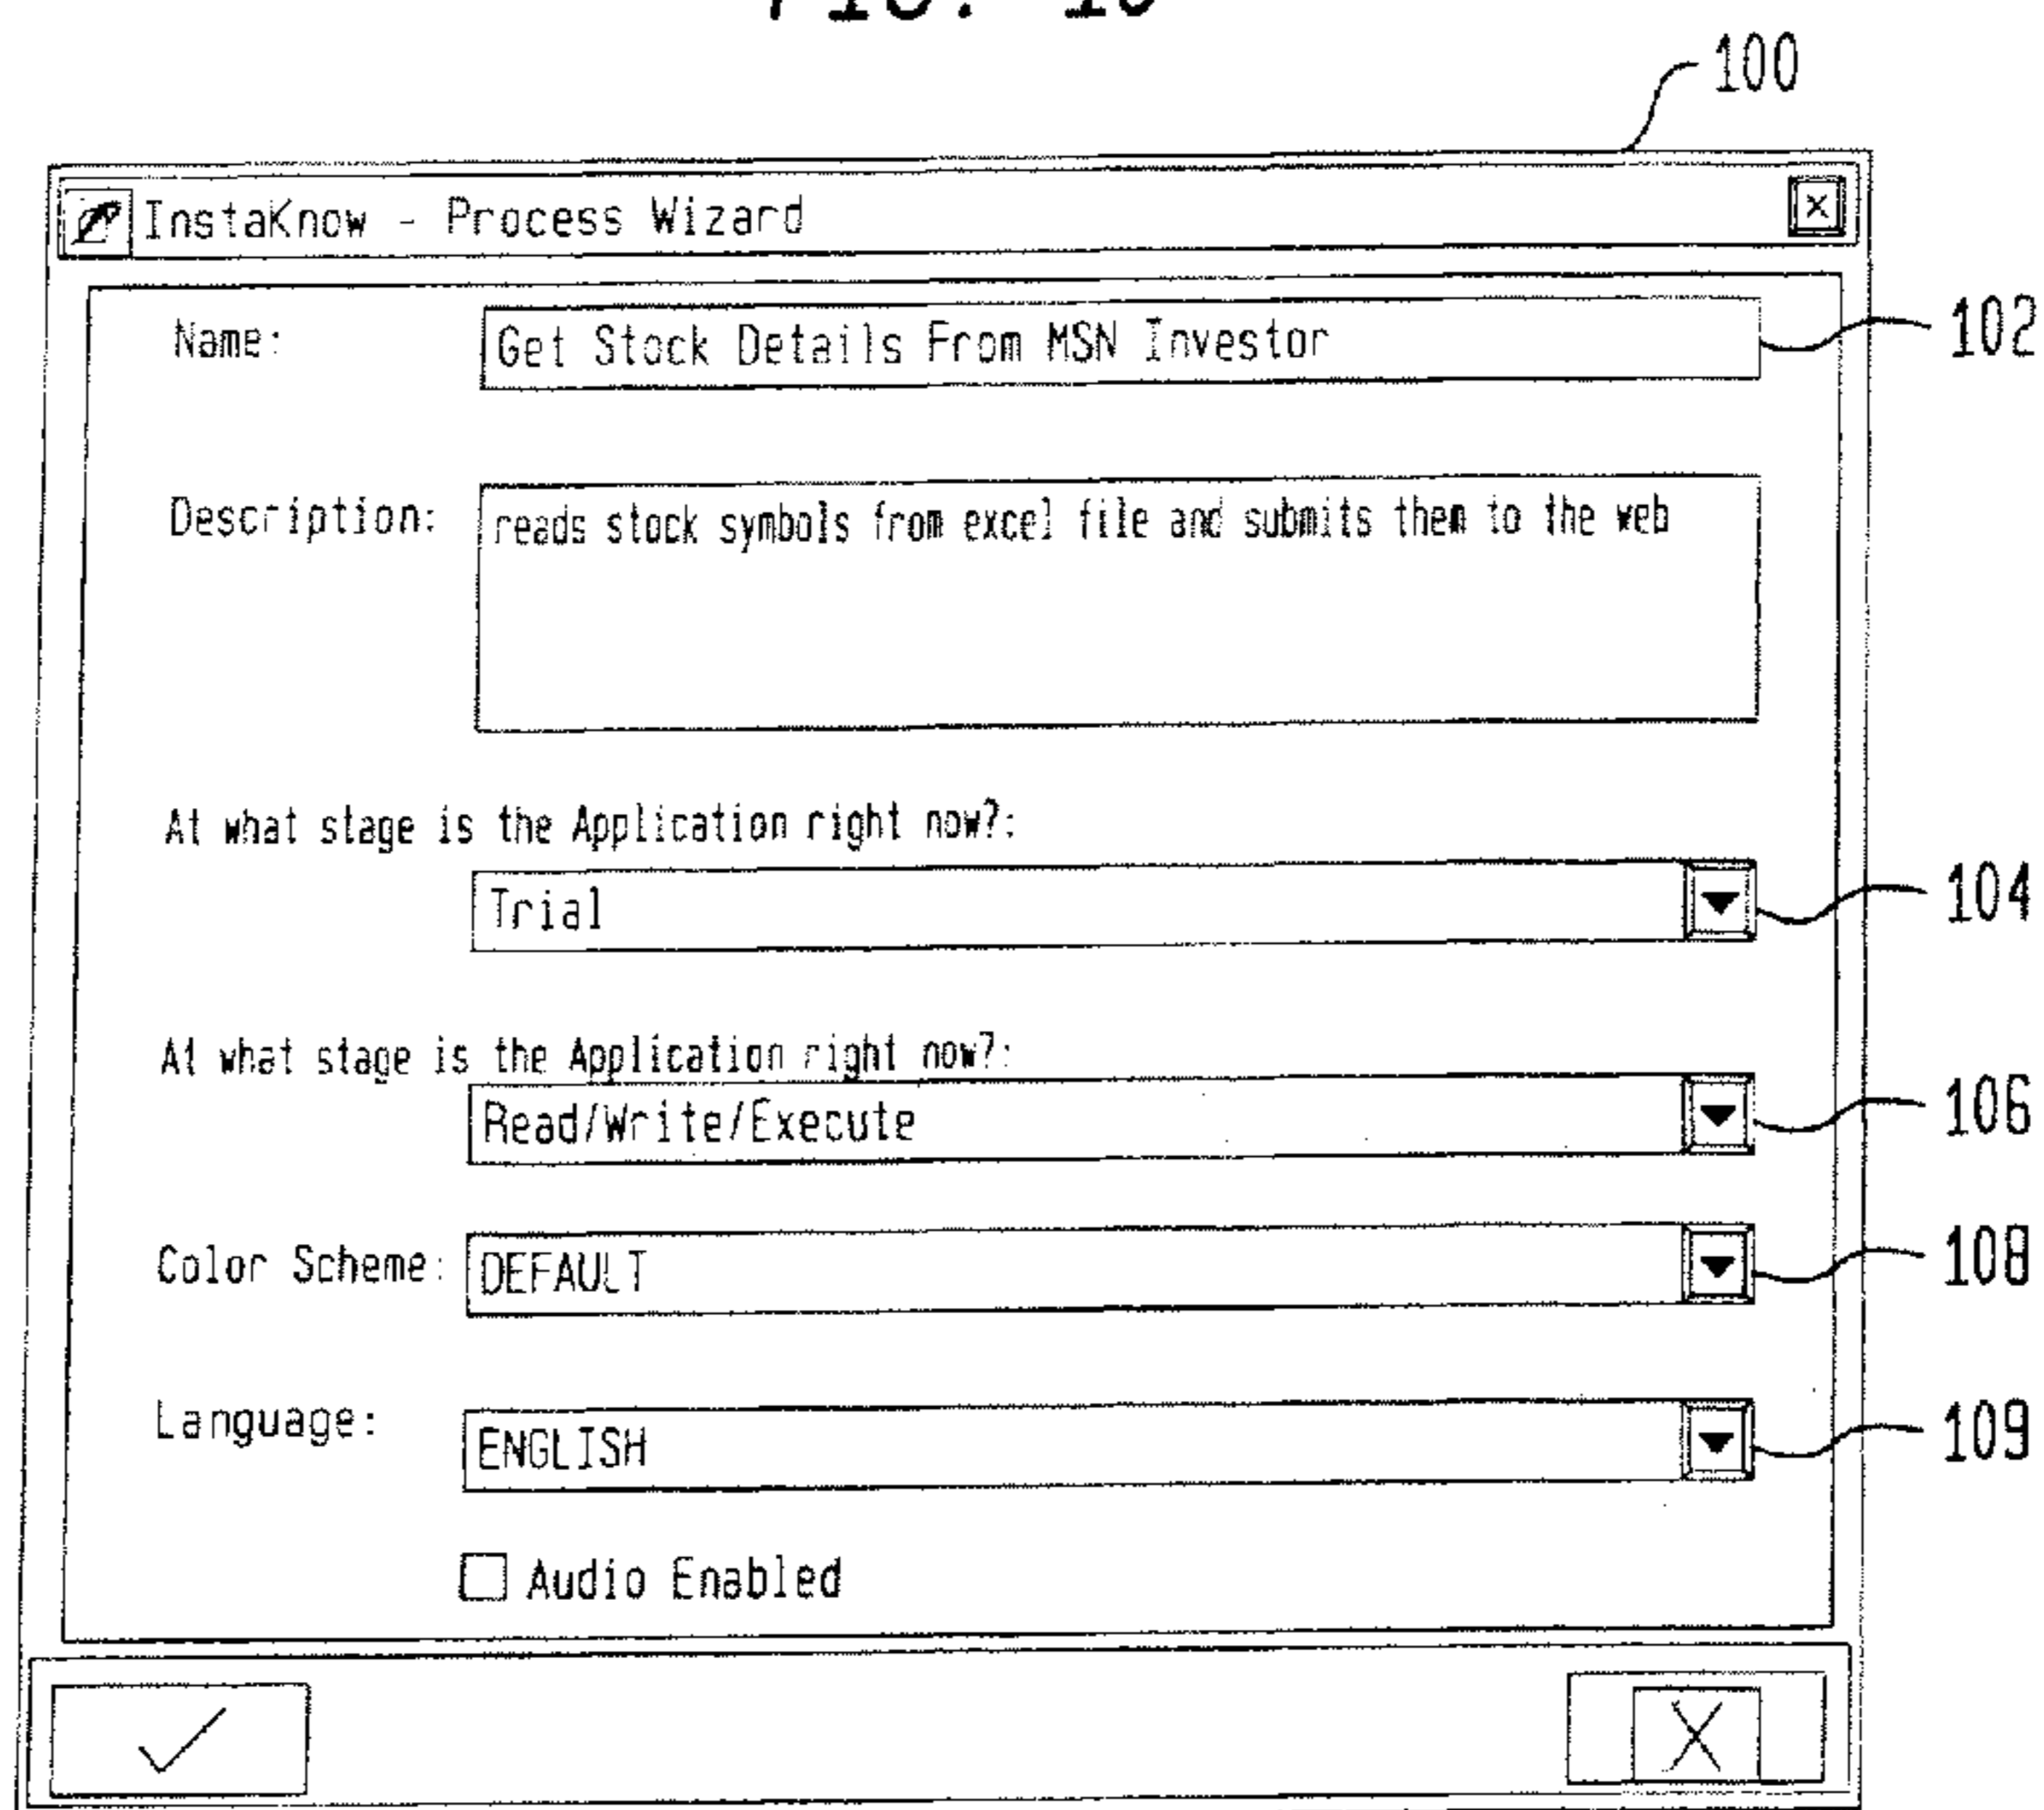 100
InstaKnow - Process Wizard
Name: Get Stock Details From MSN Investor 102
Description: reads stock symbols from excel file and submits them to the web
At what stage is the Application right now?:
Trial 104
At what stage is the Application right now?:
Read/Write/Execute 106
Color Scheme: DEFAULT 108
Language: ENGLISH 109
Audio Enabled